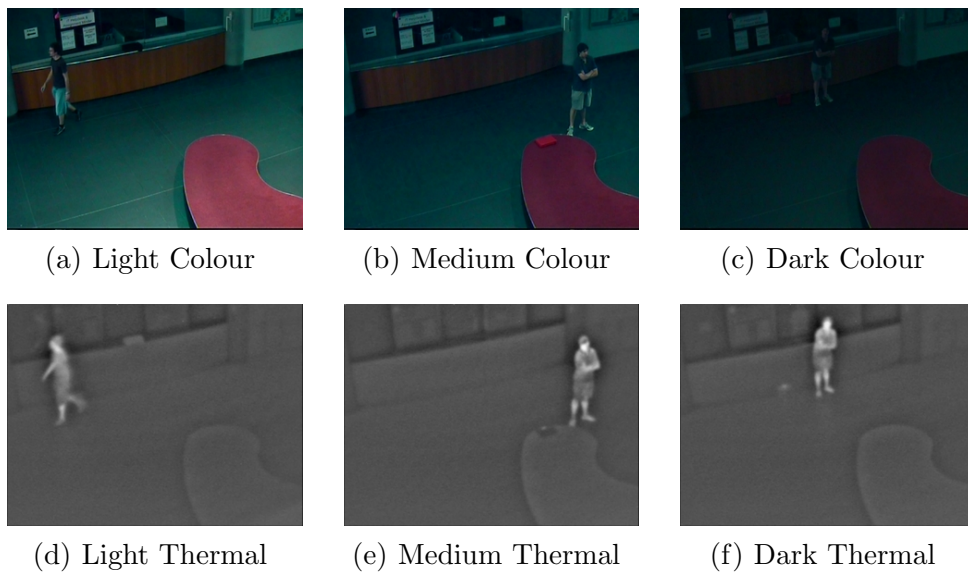 (a) Light Colour
(b) Medium Colour
(c) Dark Colour
(d) Light Thermal
(e) Medium Thermal
(f) Dark Thermal